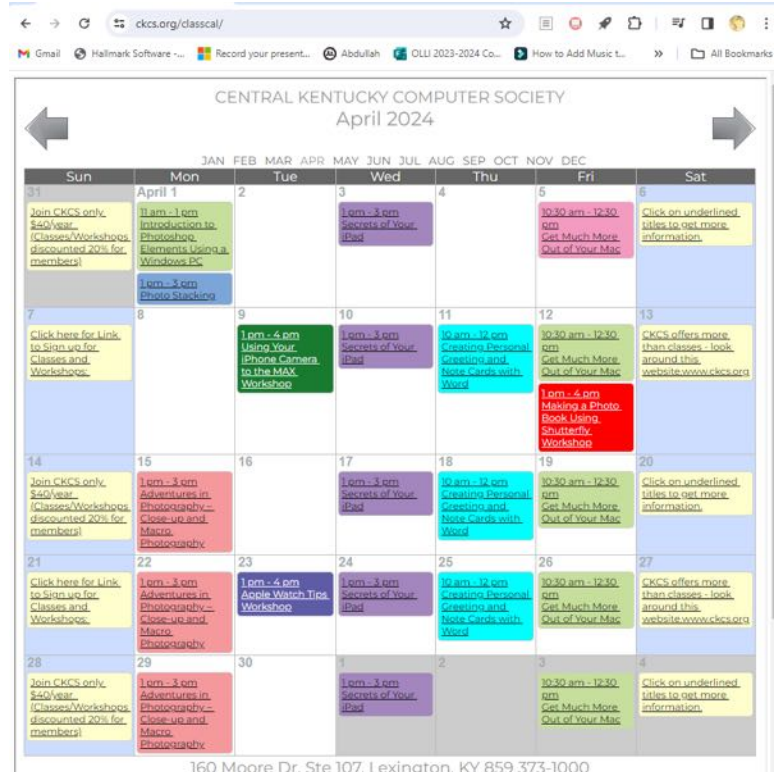 ckcs.org/classcal/
Gmail Hallmark Software -... Record your present... Abdullah OLLI 2023-2024 Co... How to Add Music t... » All Bookmarks
CENTRAL KENTUCKY COMPUTER SOCIETY
April 2024
JAN FEB MAR APR MAY JUN JUL AUG SEP OCT NOV DEC
Sun Mon Tue Wed Thu Fri Sat
31
Join CKCS only
$40/year
(Classes/Workshops
discounted 20% for
members)
April 1
11 am - 1 pm
Introduction to
Photoshop
Elements Using a
Windows PC
1 pm - 3 pm
Photo Stacking
2
3
1 pm - 3 pm
Secrets of Your
iPad
4
5
10:30 am - 12:30
pm
Get Much More
Out of Your Mac
6
Click on underlined
titles to get more
information.
7
Click here for Link
to Sign up for
Classes and
Workshops:
8
9
1 pm - 4 pm
Using Your
iPhone Camera
to the MAX
Workshop
10
1 pm - 3 pm
Secrets of Your
iPad
11
10 am - 12 pm
Creating Personal
Greeting and
Note Cards with
Word
12
10:30 am - 12:30
pm
Get Much More
Out of Your Mac
1 pm - 4 pm
Making a Photo
Book Using
Shutterfly
Workshop
13
CKCS offers more
than classes - look
around this
website:www.ckcs.org
14
Join CKCS only
$40/year
(Classes/Workshops
discounted 20% for
members)
15
1 pm - 3 pm
Adventures in
Photography –
Close-up and
Macro
Photography
16
17
1 pm - 3 pm
Secrets of Your
iPad
18
10 am - 12 pm
Creating Personal
Greeting and
Note Cards with
Word
19
10:30 am - 12:30
pm
Get Much More
Out of Your Mac
20
Click on underlined
titles to get more
information.
21
Click here for Link
to Sign up for
Classes and
Workshops:
22
1 pm - 3 pm
Adventures in
Photography –
Close-up and
Macro
Photography
23
1 pm - 4 pm
Apple Watch Tips
Workshop
24
1 pm - 3 pm
Secrets of Your
iPad
25
10 am - 12 pm
Creating Personal
Greeting and
Note Cards with
Word
26
10:30 am - 12:30
pm
Get Much More
Out of Your Mac
27
CKCS offers more
than classes - look
around this
website:www.ckcs.org
28
Join CKCS only
$40/year
(Classes/Workshops
discounted 20% for
members)
29
1 pm - 3 pm
Adventures in
Photography –
Close-up and
Macro
Photography
30
1
1 pm - 3 pm
Secrets of Your
iPad
2
3
10:30 am - 12:30
pm
Get Much More
Out of Your Mac
4
Click on underlined
titles to get more
information.
160 Moore Dr. Ste 107, Lexington, KY 859 373-1000